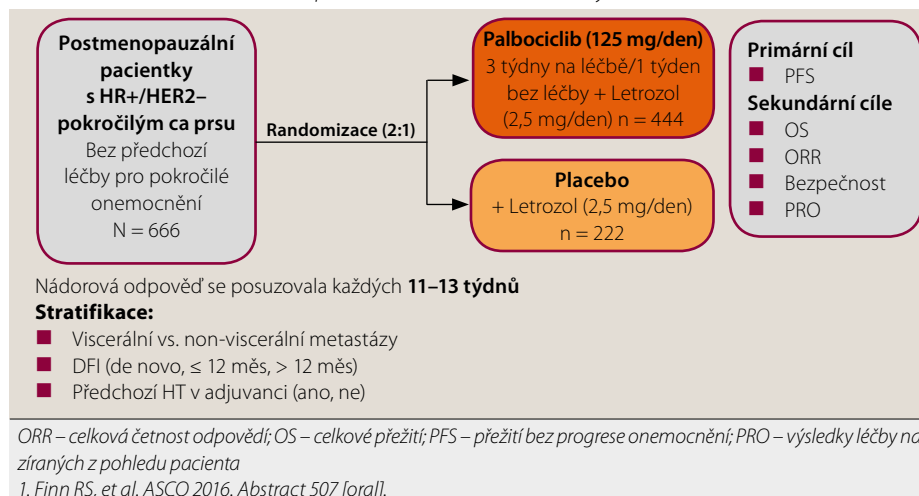 Postmenopauzální
pacientky
s HR+/HER2–
pokročilým ca prsu
Bez předchozí
léčby pro pokročilé
onemocnění
N = 666
Randomizace (2:1)
Palbociclib (125 mg/den)
3 týdny na léčbě/1 týden
bez léčby + Letrozol
(2,5 mg/den) n = 444
Placebo
+ Letrozol (2,5 mg/den)
n = 222
Primární cíl
PFS
Sekundární cíle
OS
ORR
Bezpečnost
PRO
Nádorová odpověď se posuzovala každých 11–13 týdnů
Stratifikace:
Viscerální vs. non-viscerální metastázy
DFI (de novo, ≤ 12 měs, > 12 měs)
Předchozí HT v adjuvanci (ano, ne)
ORR – celková četnost odpovědí; OS – celkové přežití; PFS – přežití bez progrese onemocnění; PRO – výsledky léčby na
zíraných z pohledu pacienta
1. Finn RS, et al. ASCO 2016. Abstract 507 [oral].